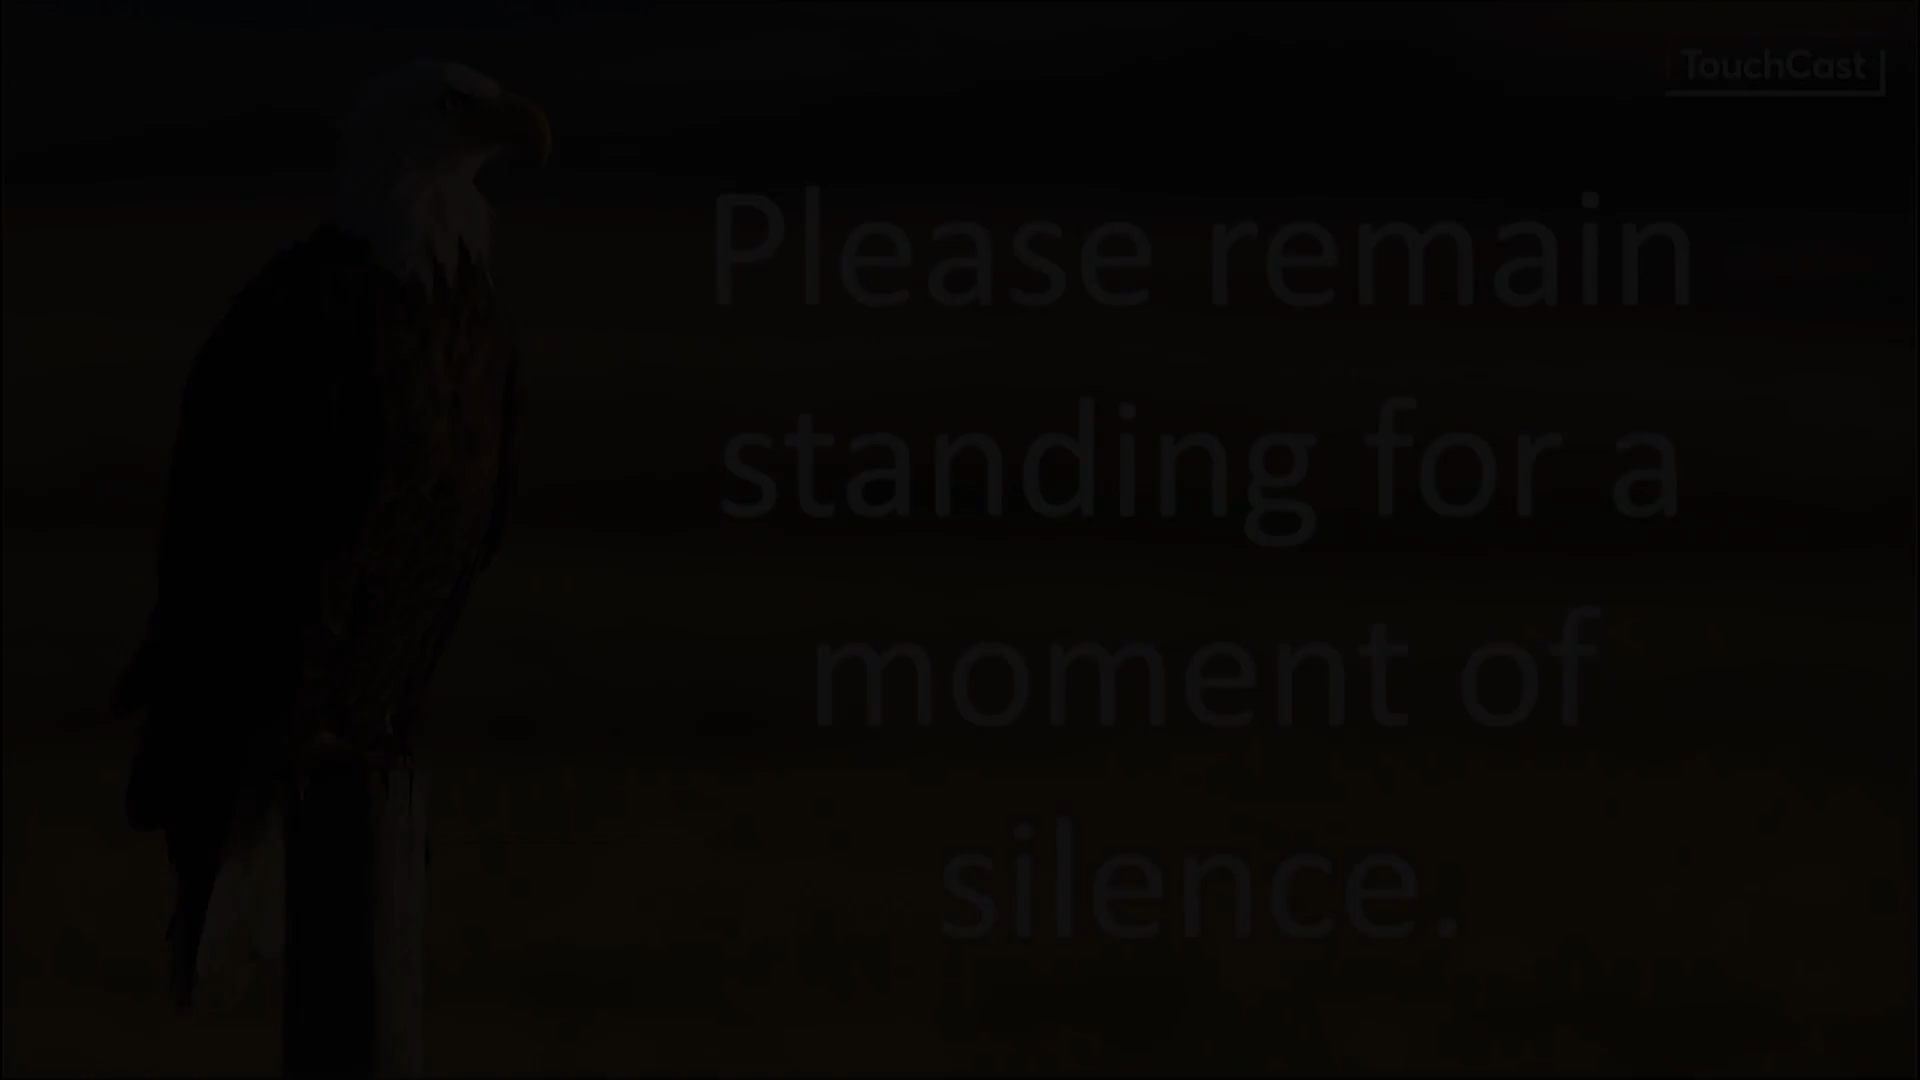 TouchCast
Please remain
standing for a
moment of
silence.